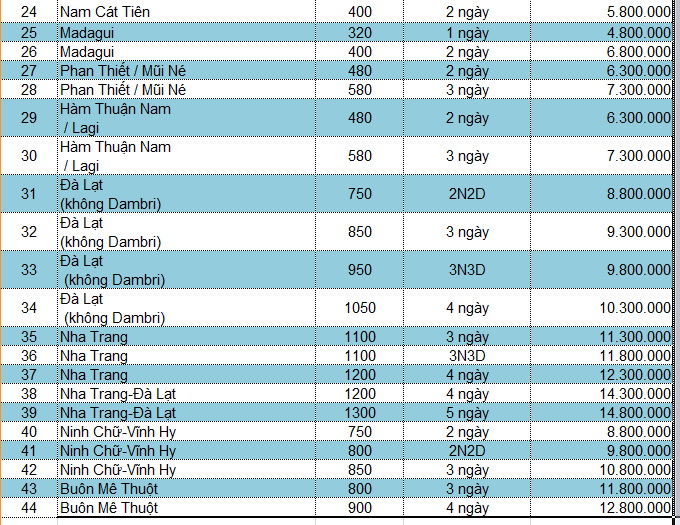 24 Nam Cát Tiên 400 2 ngày 5.800.000
25 Madagui 320 1 ngày 4.800.000
26 Madagui 400 2 ngày 6.800.000
27 Phan Thiết / Mũi Né 480 2 ngày 6.300.000
28 Phan Thiết / Mũi Né 580 3 ngày 7.300.000
29 Hàm Thuận Nam 480 2 ngày 6.300.000
/ Lagi
30 Hàm Thuận Nam 580 3 ngày 7.300.000
/ Lagi
31 Đà Lạt 750 2N2D 8.800.000
(không Dambri)
32 Đà Lạt 850 3 ngày 9.300.000
(không Dambri)
33 Đà Lạt 950 3N3D 9.800.000
(không Dambri)
34 Đà Lạt 1050 4 ngày 10.300.000
(không Dambri)
35 Nha Trang 1100 3 ngày 11.300.000
36 Nha Trang 1100 3N3D 11.800.000
37 Nha Trang 1200 4 ngày 12.300.000
38 Nha Trang-Đà Lạt 1200 4 ngày 14.300.000
39 Nha Trang-Đà Lạt 1300 5 ngày 14.800.000
40 Ninh Chữ-Vĩnh Hy 750 2 ngày 8.800.000
41 Ninh Chữ-Vĩnh Hy 800 2N2D 9.800.000
42 Ninh Chữ-Vĩnh Hy 850 3 ngày 10.800.000
43 Buôn Mê Thuột 800 3 ngày 11.800.000
44 Buôn Mê Thuột 900 4 ngày 12.800.000